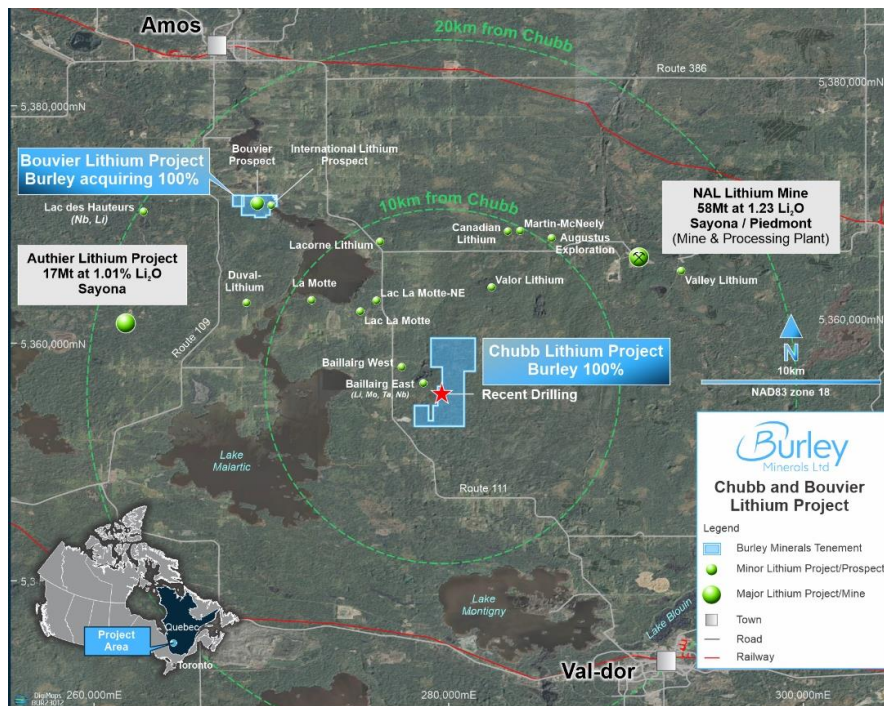 Amos
20km from Chubb
Route 386
5,380,000mN
5,380,000mN
Bouvier
Prospect
International Lithium
Prospect
Bouvier Lithium Project
Burley acquiring 100%
10km from Chubb
NAL Lithium Mine
58Mt at 1.23 Li₂O
Sayona / Piedmont
(Mine & Processing Plant)
Lac des Hauteurs
(Nb, Li)
Canadian
Lithium
Martin-McNeely
Augustus
Exploration
Lacorne Lithium
Authier Lithium Project
17Mt at 1.01% Li₂O
Sayona
Duval-
Lithium
La Motte
Lac La Motte-NE
Valor Lithium
Valley Lithium
Lac La Motte
Route 109
5,360,000mN
5,360,000mN
N
10km
NAD83 zone 18
Baillairg West
Baillairg East
(Li, Mo, Ta, Nb)
Chubb Lithium Project
Burley 100%
Recent Drilling
Lake
Malartic
Route 111
Burley
Minerals Ltd
Chubb and Bouvier
Lithium Project
Legend
Burley Minerals Tenement
Minor Lithium Project/Prospect
Major Lithium Project/Mine
Town
Road
Railway
5,3
Lake
Montigny
Lake Blouin
Quebec
Project
Area
Toronto
Val-dor
DigiMaps
BUR23012
260,000mE
280,000mE
300,000mE